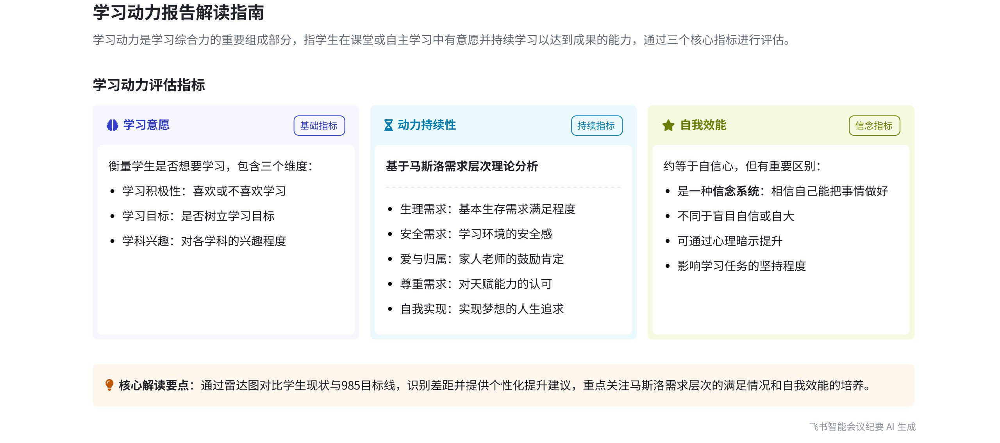 学习动力报告解读指南
学习动力是学习综合力的重要组成部分，指学生在课堂或自主学习中有意愿并持续学习以达到成果的能力，通过三个核心指标进行评估。
学习动力评估指标
学习意愿
基础指标
衡量学生是否想要学习，包含三个维度：
• 学习积极性：喜欢或不喜欢学习
• 学习目标：是否树立学习目标
• 学科兴趣：对各学科的兴趣程度
动力持续性
持续指标
基于马斯洛需求层次理论分析
• 生理需求：基本生存需求满足程度
• 安全需求：学习环境的安全感
• 爱与归属：家人老师的鼓励肯定
• 尊重需求：对天赋能力的认可
• 自我实现：实现梦想的人生追求
自我效能
信念指标
约等于自信心，但有重要区别：
• 是一种信念系统：相信自己能把事情做好
• 不同于盲目自信或自大
• 可通过心理暗示提升
• 影响学习任务的坚持程度
核心解读要点：通过雷达图对比学生现状与985目标线，识别差距并提供个性化提升建议，重点关注马斯洛需求层次的满足情况和自我效能的培养。
飞书智能会议纪要 AI 生成